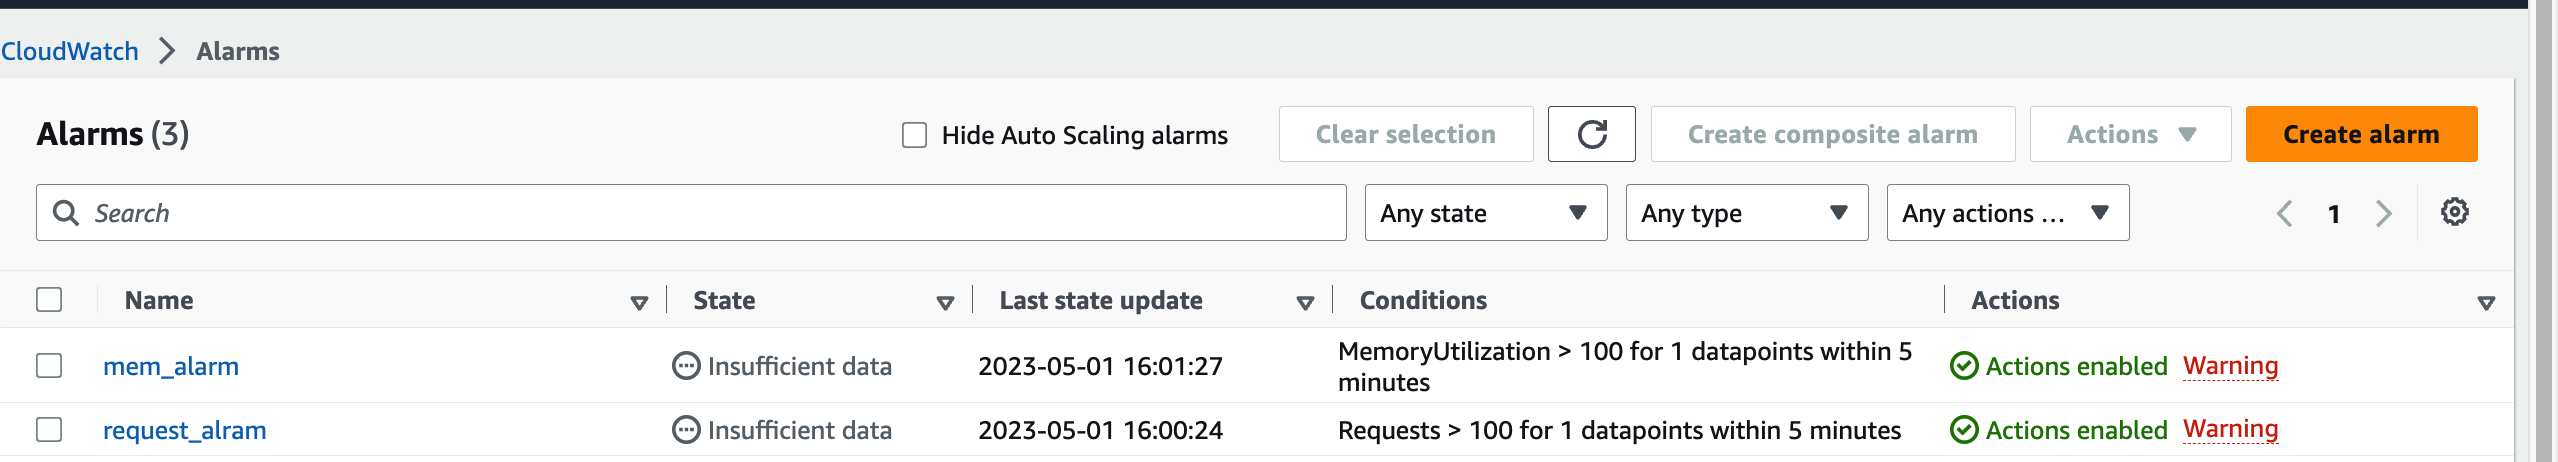 CloudWatch > Alarms
Alarms (3)
Hide Auto Scaling alarms
Clear selection
Create composite alarm
Actions
Create alarm
Search
Any state
Any type
Any actions ...
1
Name State Last state update Conditions Actions
mem_alarm Insufficient data 2023-05-01 16:01:27 MemoryUtilization > 100 for 1 datapoints within 5
minutes
Actions enabled Warning
request_alram Insufficient data 2023-05-01 16:00:24 Requests > 100 for 1 datapoints within 5 minutes Actions enabled Warning